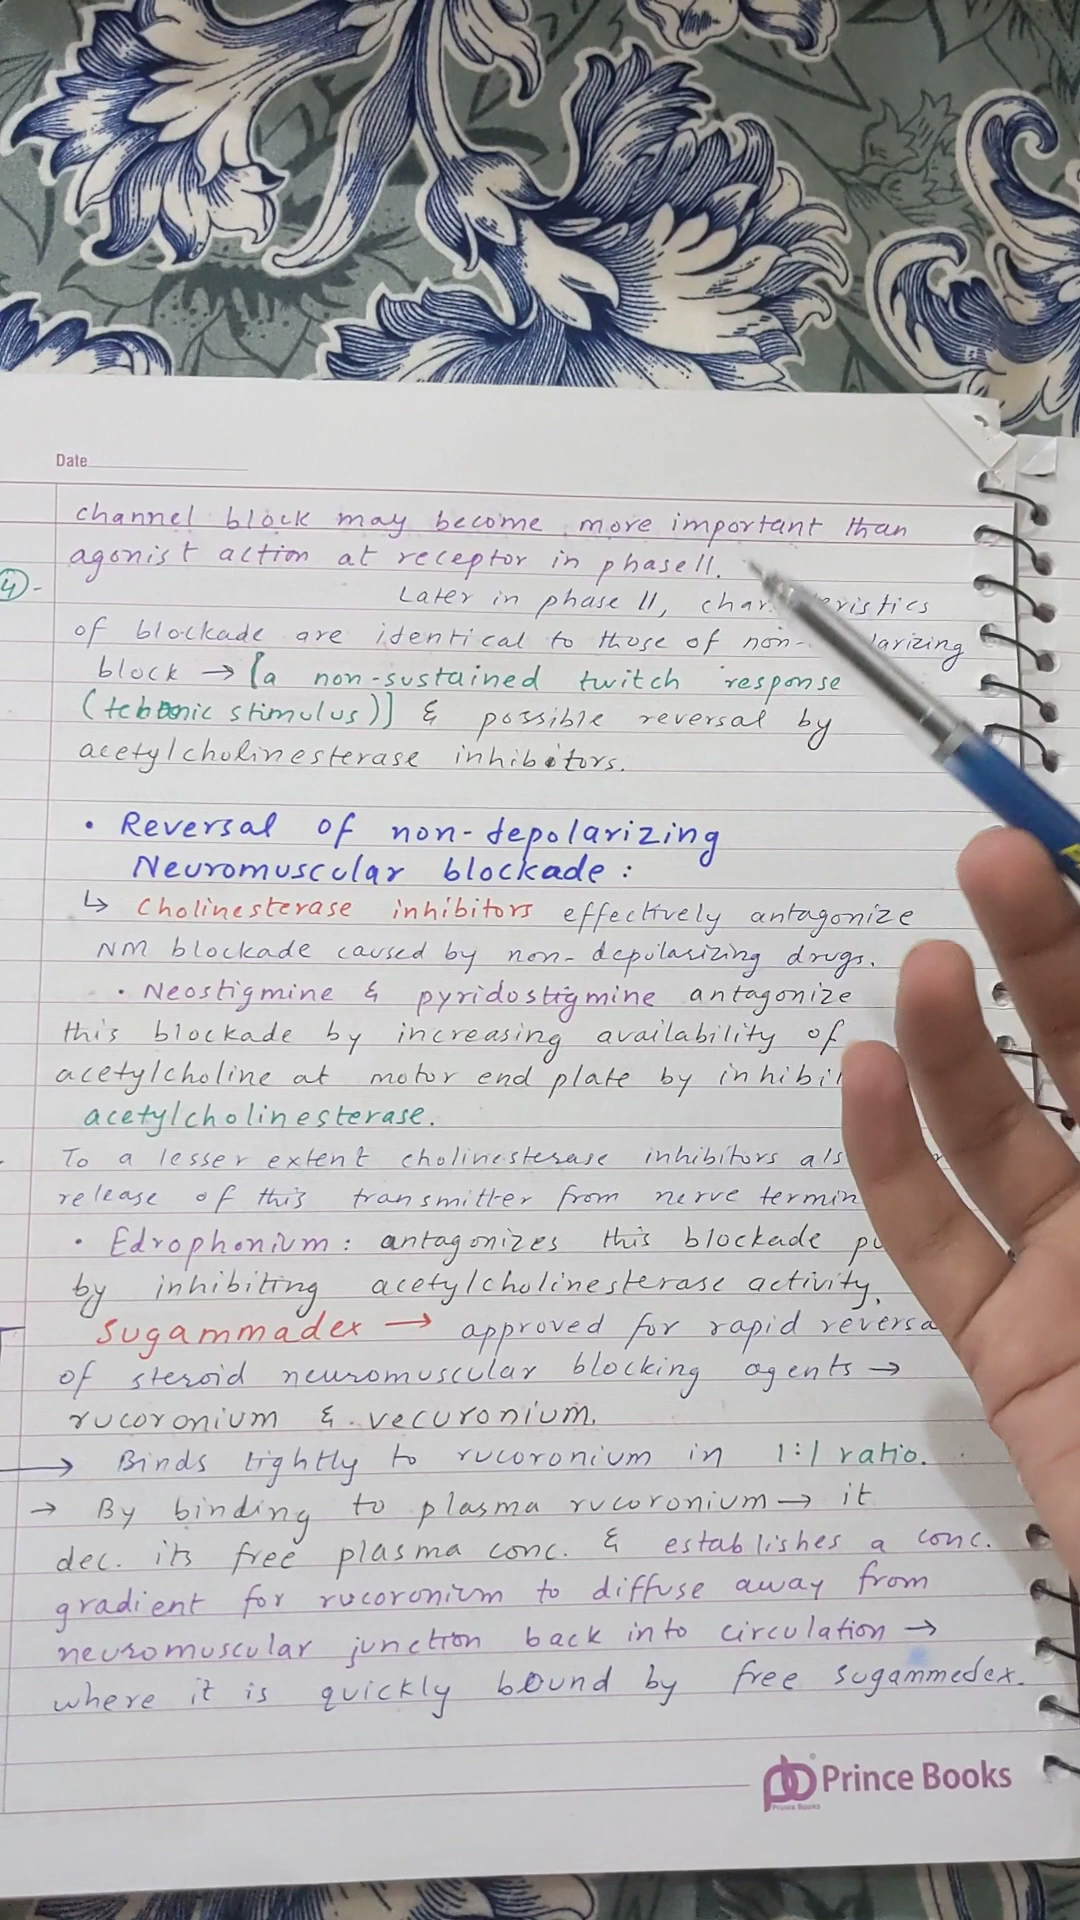 Date
channel block may become more important than
agonist action at receptor in phase II.
4
Later in phase II,
of blockade are identical to those of non-
block → [a non-sustained twitch response
(tetanic stimulus)] & possible reversal by
acetylcholinesterase inhibitors.
• Reversal of non-depolarizing
Neuromuscular blockade :
↳ Cholinesterase inhibitors effectively antagonize
NM blockade caused by non-depolarizing drugs.
• Neostigmine & pyridostigmine antagonize
this blockade by increasing availability of
acetylcholine at motor end plate by
acetylcholinesterase.
To a lesser extent cholinesterase inhibitors
release of this transmitter from nerve
• Edrophonium : antagonizes this blockade
by inhibiting acetylcholinesterase activity.
Sugammadex → approved for rapid
of steroid neuromuscular blocking agents →
rucoronium & vecuronium.
→ Binds tightly to rucoronium in 1:1 ratio.
→ By binding to plasma rucoronium → it
dec. its free plasma conc. & establishes a conc.
gradient for rucoronium to diffuse away from
neuromuscular junction back into circulation →
where it is quickly bound by free sugammedex.
Prince Books
Prince Books